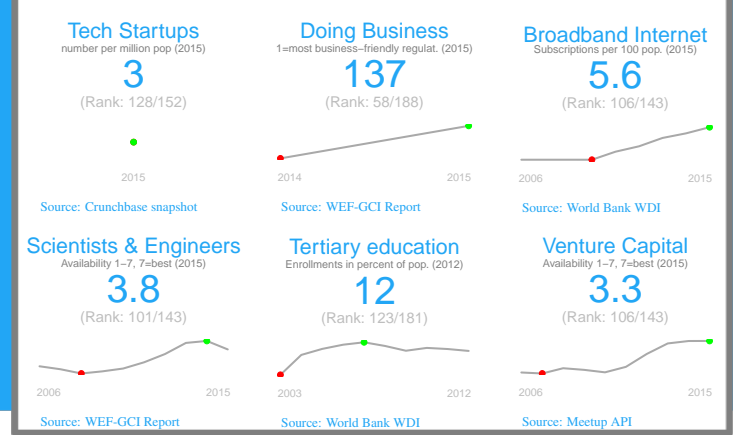 Tech Startups
number per million pop (2015)
3
(Rank: 128/152)
2015
Source: Crunchbase snapshot
Doing Business
1=most business−friendly regulat. (2015)
137
(Rank: 58/188)
2014 2015
Source: WEF-GCI Report
Broadband Internet
Subscriptions per 100 pop. (2015)
5.6
(Rank: 106/143)
2006 2015
Source: World Bank WDI
Scientists & Engineers
Availability 1−7, 7=best (2015)
3.8
(Rank: 101/143)
2006 2015
Source: WEF-GCI Report
Tertiary education
Enrollments in percent of pop. (2012)
12
(Rank: 123/181)
2003 2012
Source: World Bank WDI
Venture Capital
Availability 1−7, 7=best (2015)
3.3
(Rank: 106/143)
2006 2015
Source: Meetup API